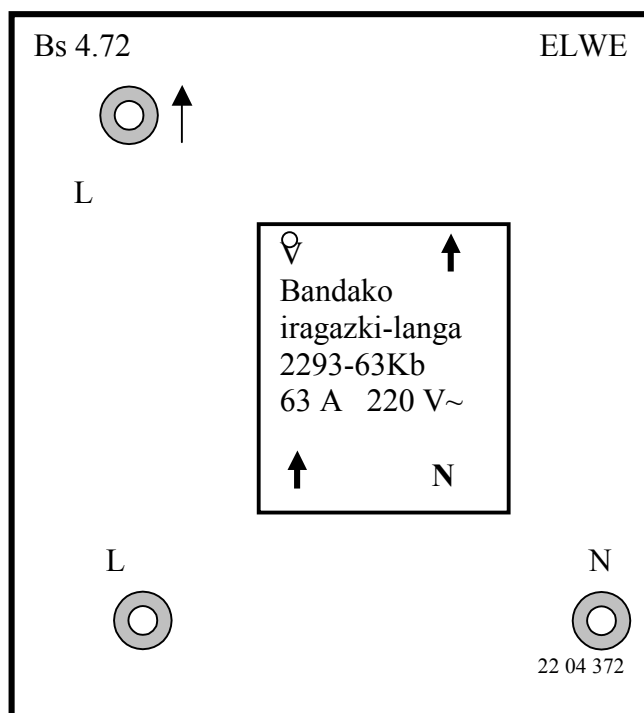 Bs 4.72 ELWE
L
V
Bandako
iragazki-langa
2293-63Kb
63 A 220 V~
N
L N
22 04 372